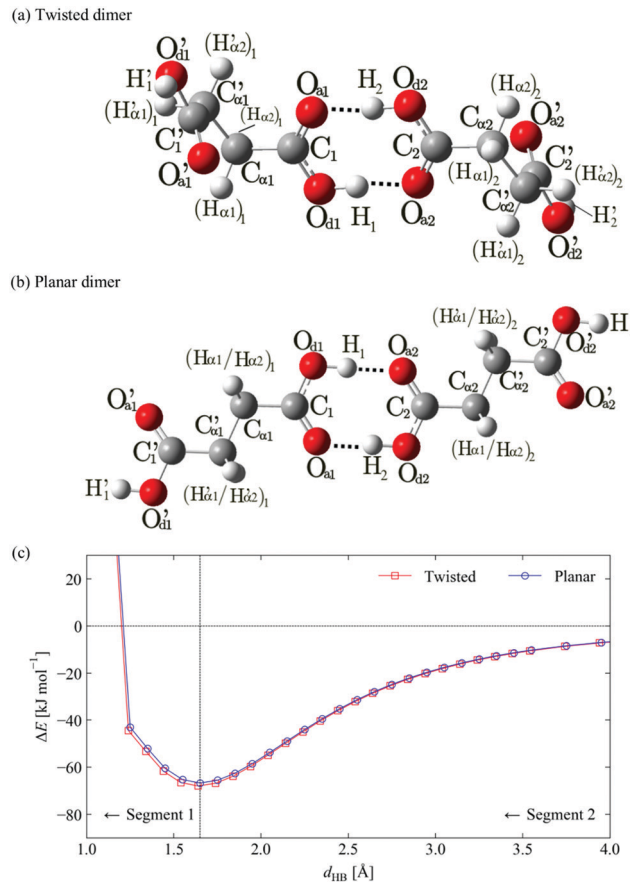 (a) Twisted dimer
O'd1 (H'α2)1
H'1 C'α1 Oa1 H2 Od2 (Hα2)2
(H'α1)1 (Hα2)1 Cα2 O'a2
C'1 C1 C2 C'2
O'a1 Cα1 (Hα1)2 (H'α2)2
(Hα1)1 Od1 H1 Oa2 C'α2 H'2
(H'α1)2 O'd2
(b) Planar dimer
(H'α1/H'α2)2 C'2 H
Od1 H1 Oa2 O'd2
(Hα1/Hα2)1 C'α2
O'a1 C1 C2 Cα2 O'a2
C'α1 Cα1
C'1 (Hα1/Hα2)2
Oa1 H2 Od2
H'1 (H'α1/H'α2)1
O'd1
(c)
Twisted Planar
20
0
−20
−40
−60
−80
ΔE [kJ mol−1]
← Segment 1 ← Segment 2
1.0 1.5 2.0 2.5 3.0 3.5 4.0
dHB [Å]